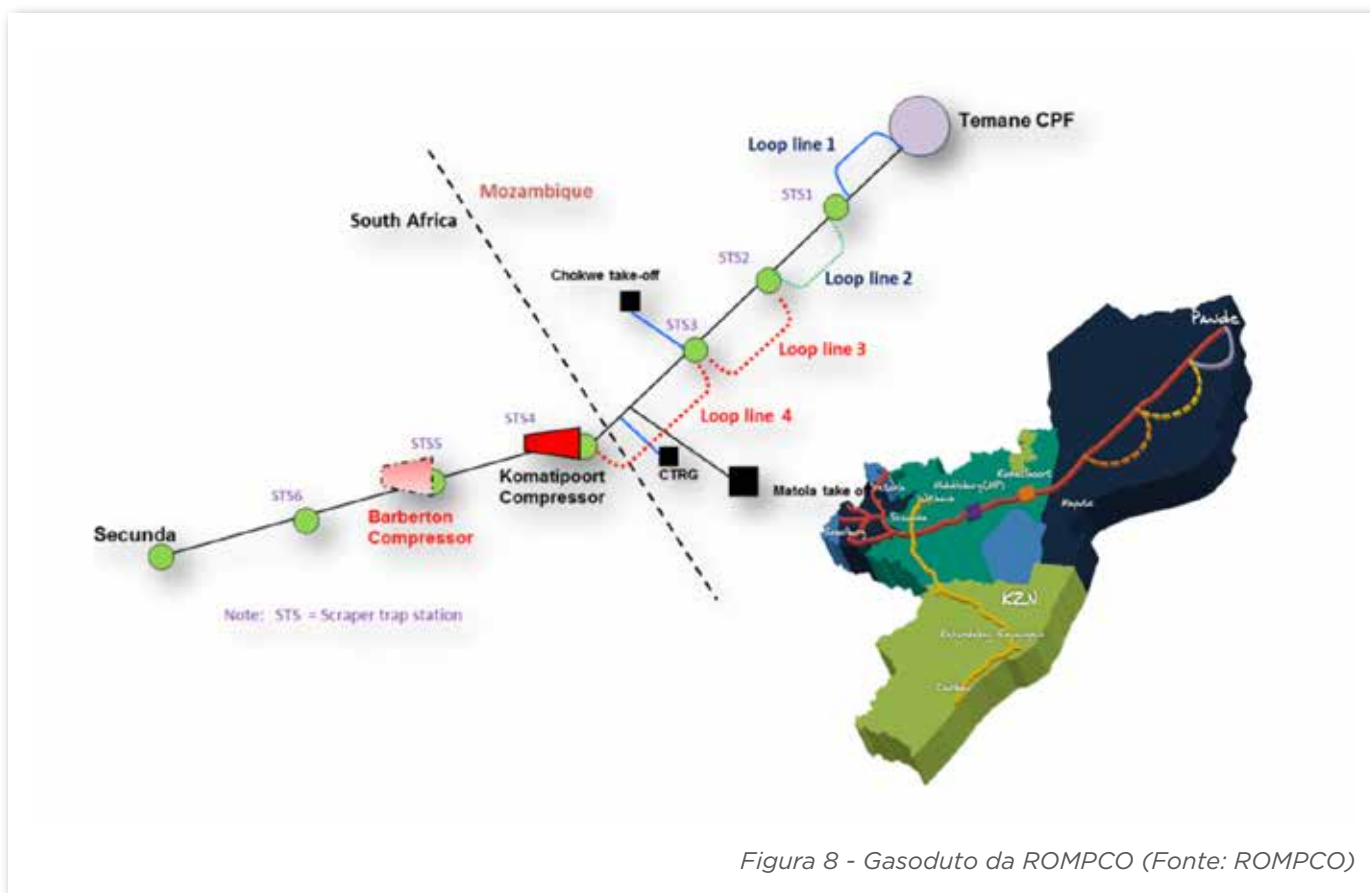 Temane CPF
Loop line 1
STS1
Mozambique
South Africa
STS2
Loop line 2
Chokwe take-off
STS3
Loop line 3
Loop line 4
STS4
Komatipoort
Compressor
CTRG
Matola take of
STS5
Barberton
Compressor
STS6
Secunda
Note: STS = Scraper trap station
Pande
Komatipoort
Secunda
KZN
Figura 8 - Gasoduto da ROMPCO (Fonte: ROMPCO)